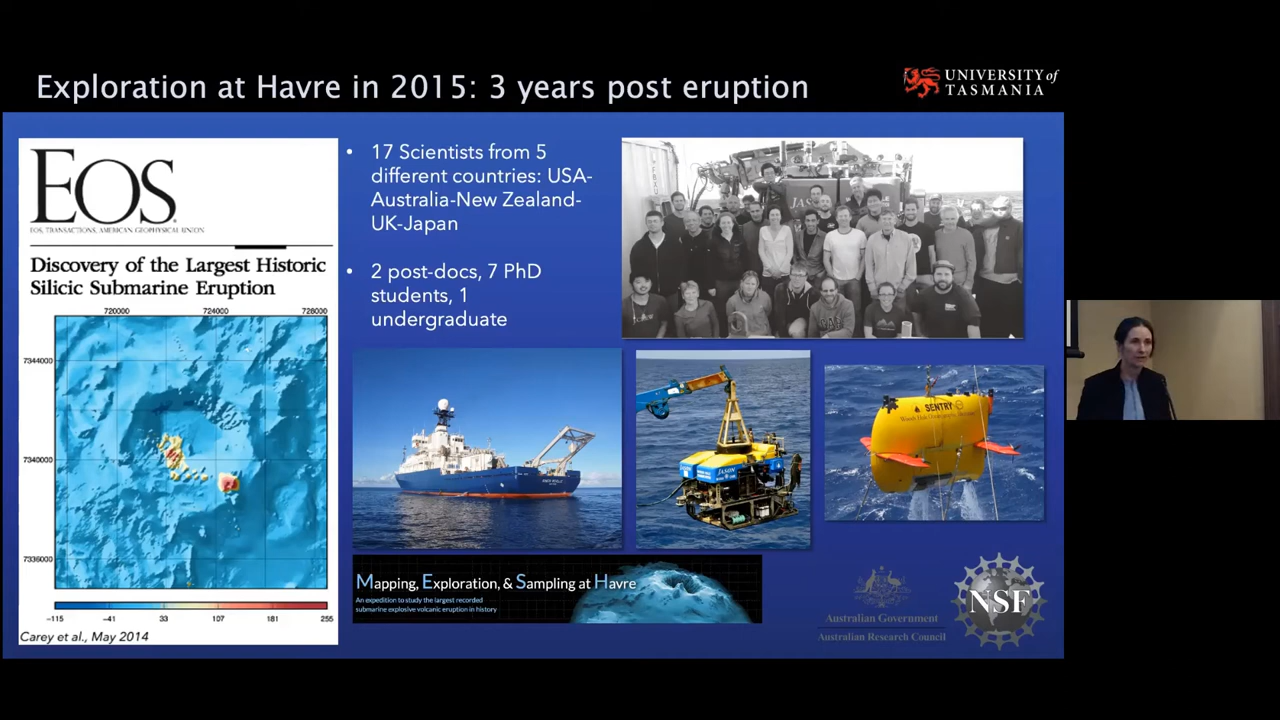 Exploration at Havre in 2015: 3 years post eruption
UNIVERSITY of
TASMANIA
EOS
EOS, TRANSACTIONS, AMERICAN GEOPHYSICAL UNION
Discovery of the Largest Historic
Silicic Submarine Eruption
720000 724000 728000
7344000
7340000
7336000
-115 -41 33 107 181 255
Carey et al., May 2014
• 17 Scientists from 5
different countries: USA-
Australia-New Zealand-
UK-Japan
• 2 post-docs, 7 PhD
students, 1
undergraduate
JASON
JASON
SENTRY
Mapping, Exploration, & Sampling at Havre
An expedition to study the largest recorded
submarine explosive volcanic eruption in history
Australian Government
Australian Research Council
NSF